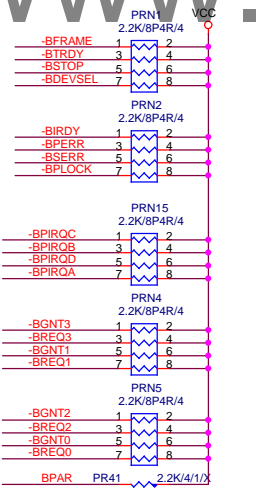 www.
PRN1 VCC
2.2K/8P4R/4
-BFRAME 1 2
-BTRDY 3 4
-BSTOP 5 6
-BDEVSEL 7 8
PRN2
2.2K/8P4R/4
-BIRDY 1 2
-BPERR 3 4
-BSERR 5 6
-BPLOCK 7 8
PRN15
2.2K/8P4R/4
-BPIRQC 1 2
-BPIRQB 3 4
-BPIRQD 5 6
-BPIRQA 7 8
PRN4
2.2K/8P4R/4
-BGNT3 1 2
-BREQ3 3 4
-BGNT1 5 6
-BREQ1 7 8
PRN5
2.2K/8P4R/4
-BGNT2 1 2
-BREQ2 3 4
-BGNT0 5 6
-BREQ0 7 8
BPAR PR41 2.2K/4/1/X